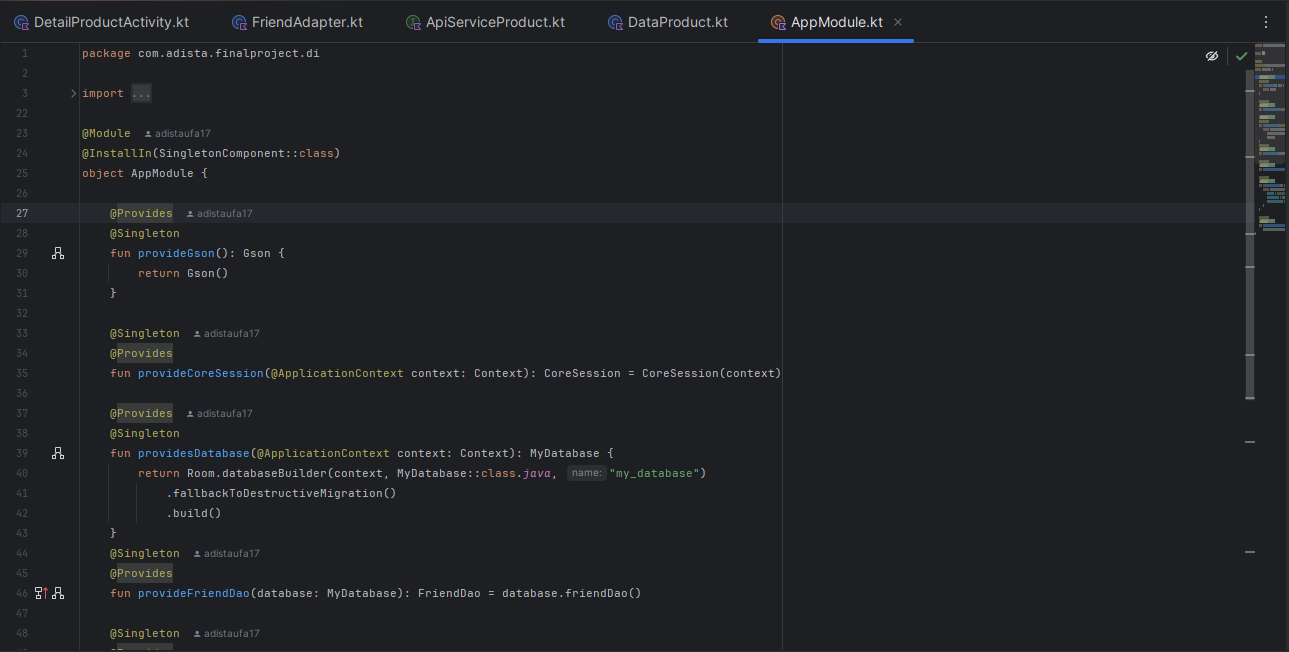 DetailProductActivity.kt FriendAdapter.kt ApiServiceProduct.kt DataProduct.kt AppModule.kt
1 package com.adista.finalproject.di
2
3 import ...
22
23 @Module adistaufa17
24 @InstallIn(SingletonComponent::class)
25 object AppModule {
26
27 @Provides adistaufa17
28 @Singleton
29 fun provideGson(): Gson {
30 return Gson()
31 }
32
33 @Singleton adistaufa17
34 @Provides
35 fun provideCoreSession(@ApplicationContext context: Context): CoreSession = CoreSession(context)
36
37 @Provides adistaufa17
38 @Singleton
39 fun providesDatabase(@ApplicationContext context: Context): MyDatabase {
40 return Room.databaseBuilder(context, MyDatabase::class.java, name: "my_database")
41 .fallbackToDestructiveMigration()
42 .build()
43 }
44 @Singleton adistaufa17
45 @Provides
46 fun provideFriendDao(database: MyDatabase): FriendDao = database.friendDao()
47
48 @Singleton adistaufa17